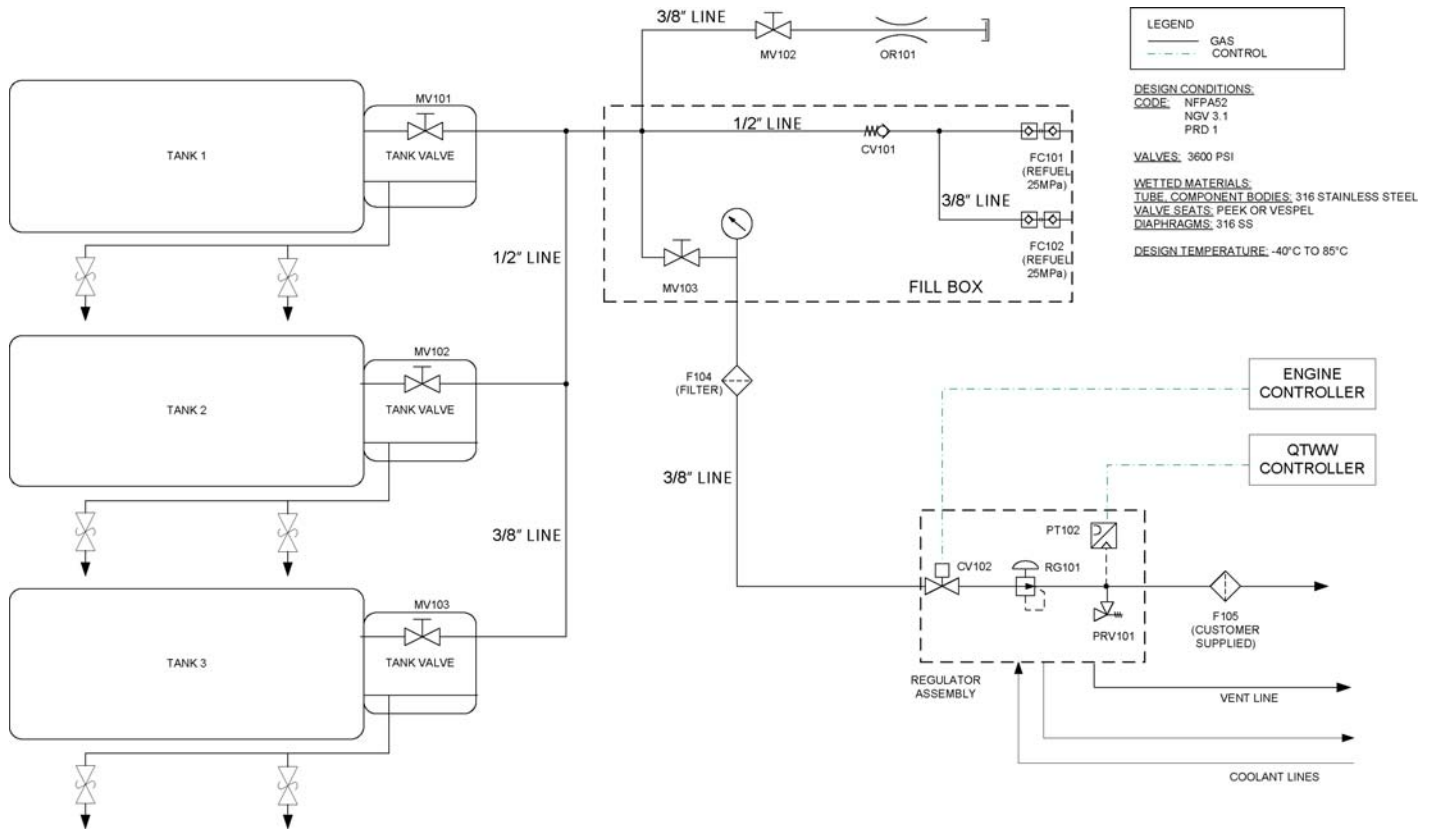 3/8" LINE
MV102
OR101
LEGEND
GAS
CONTROL
DESIGN CONDITIONS:
CODE: NFPA52
NGV 3.1
PRD 1
VALVES: 3600 PSI
WETTED MATERIALS:
TUBE, COMPONENT BODIES: 316 STAINLESS STEEL
VALVE SEATS: PEEK OR VESPEL
DIAPHRAGMS: 316 SS
DESIGN TEMPERATURE: -40°C TO 85°C
MV101
TANK 1
TANK VALVE
1/2" LINE
1/2" LINE
CV101
FC101
(REFUEL
25MPa)
3/8" LINE
FC102
(REFUEL
25MPa)
MV103
FILL BOX
MV102
TANK 2
TANK VALVE
F104
(FILTER)
3/8" LINE
ENGINE
CONTROLLER
QTWW
CONTROLLER
3/8" LINE
MV103
TANK 3
TANK VALVE
PT102
CV102
RG101
PRV101
F105
(CUSTOMER
SUPPLIED)
REGULATOR
ASSEMBLY
VENT LINE
COOLANT LINES